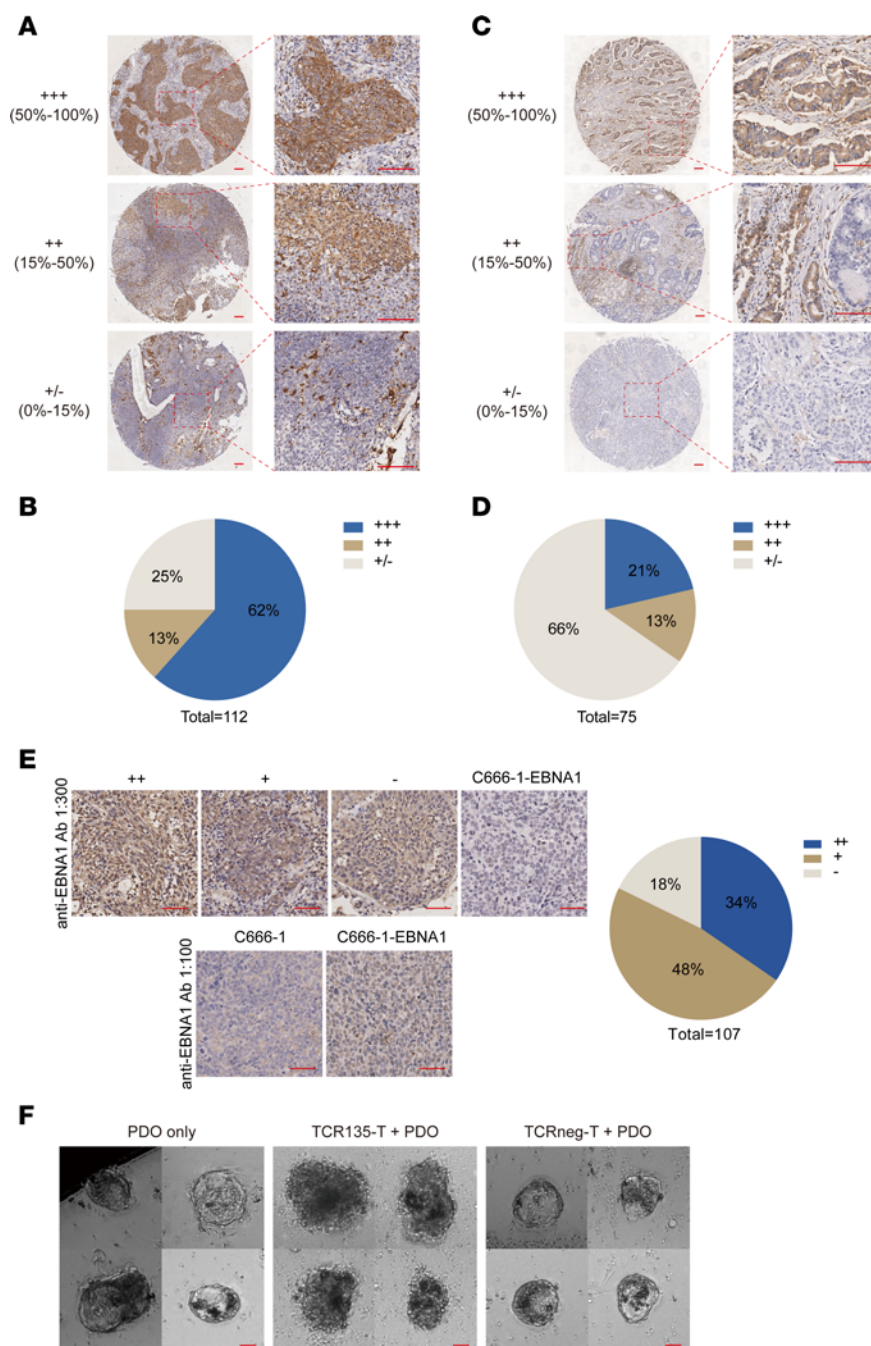 A
+++
(50%-100%)
++
(15%-50%)
+/-
(0%-15%)
C
+++
(50%-100%)
++
(15%-50%)
+/-
(0%-15%)
B
25%
13%
62%
+++
++
+/-
Total=112
D
21%
13%
66%
+++
++
+/-
Total=75
E
++ + - C666-1-EBNA1
anti-EBNA1 Ab 1:300
C666-1 C666-1-EBNA1
anti-EBNA1 Ab 1:100
18%
34%
48%
++
+
-
Total=107
F
PDO only TCR135-T + PDO TCRneg-T + PDO